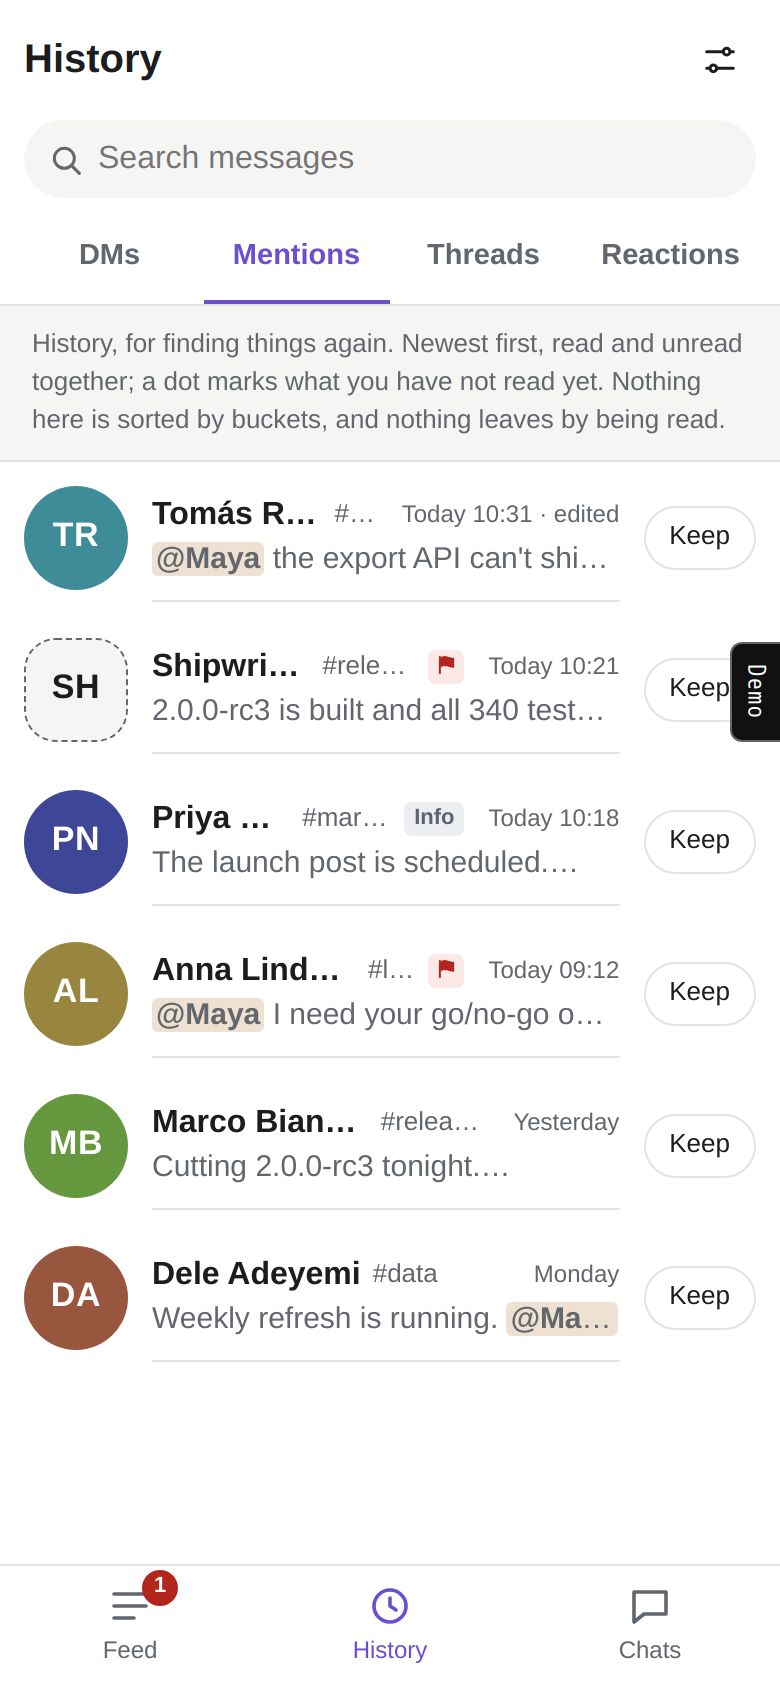 History
Search messages
DMs Mentions Threads Reactions
History, for finding things again. Newest first, read and unread
together; a dot marks what you have not read yet. Nothing
here is sorted by buckets, and nothing leaves by being read.
TR Tomás R… #… Today 10:31 · edited Keep
@Maya the export API can't shi…
SH Shipwri… #rele… Today 10:21 Keep
2.0.0-rc3 is built and all 340 test…
Demo
PN Priya … #mar… Info Today 10:18 Keep
The launch post is scheduled.…
AL Anna Lind… #l… Today 09:12 Keep
@Maya I need your go/no-go o…
MB Marco Bian… #relea… Yesterday Keep
Cutting 2.0.0-rc3 tonight.…
DA Dele Adeyemi #data Monday Keep
Weekly refresh is running. @Ma…
1
Feed History Chats